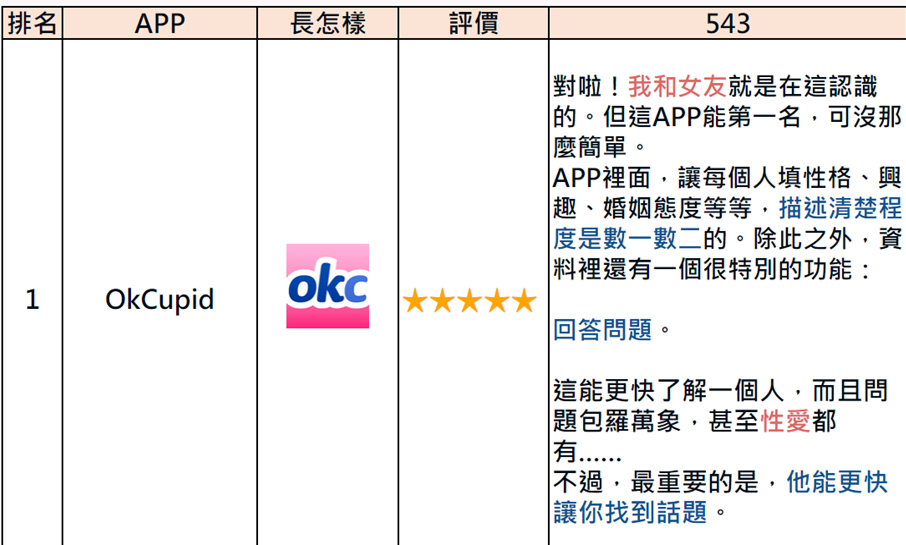 排名 APP 長怎樣 評價 543
對啦！我和女友就是在這認識
的。但這APP能第一名，可沒那
麼簡單。
APP裡面，讓每個人填性格、興
趣、婚姻態度等等，描述清楚程
度是數一數二的。除此之外，資
料裡還有一個很特別的功能：
1 OkCupid okc ★★★★★
回答問題。
這能更快了解一個人，而且問
題包羅萬象，甚至性愛都
有......
不過，最重要的是，他能更快
讓你找到話題。